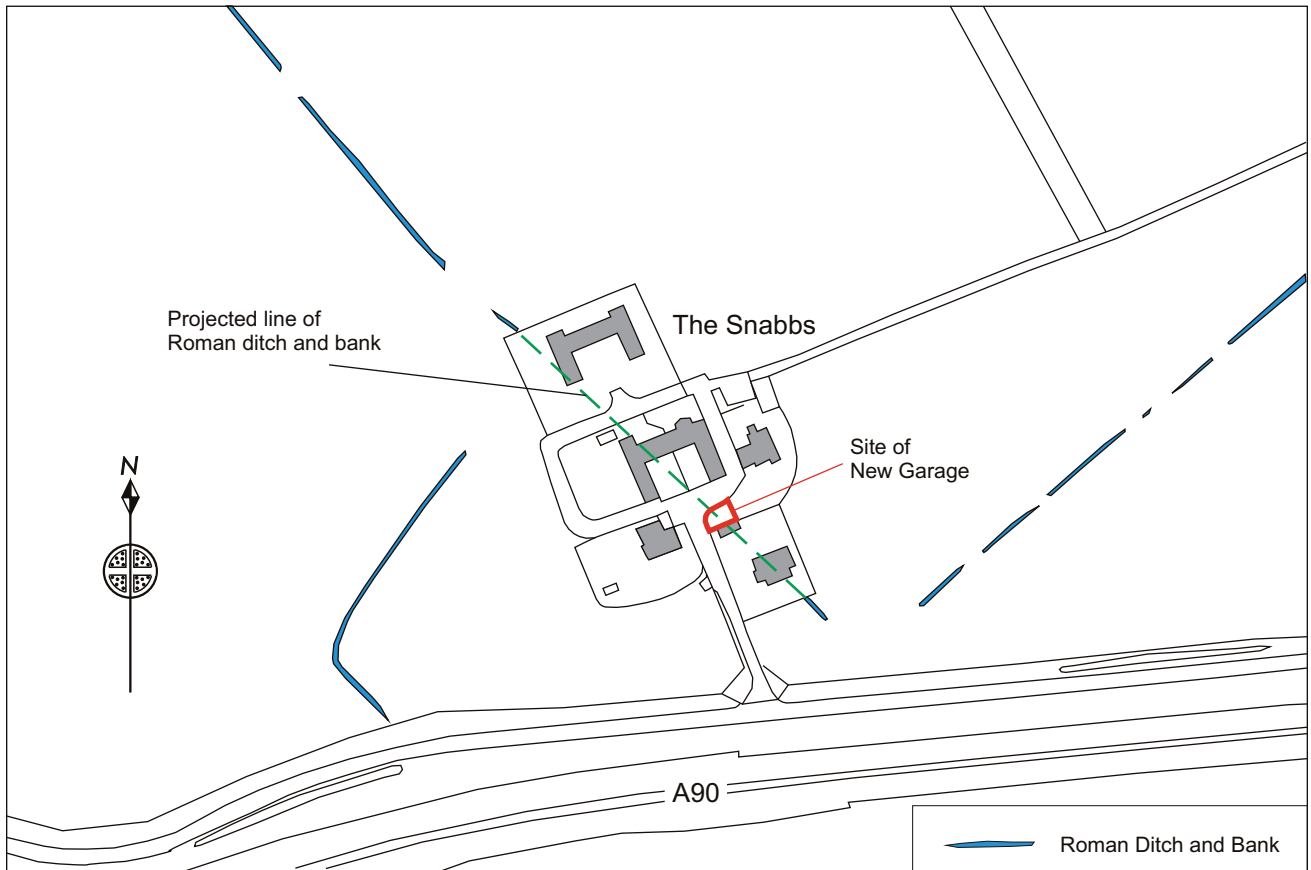 The Snabbs
Projected line of
Roman ditch and bank
Site of
New Garage
N
A90
Roman Ditch and Bank